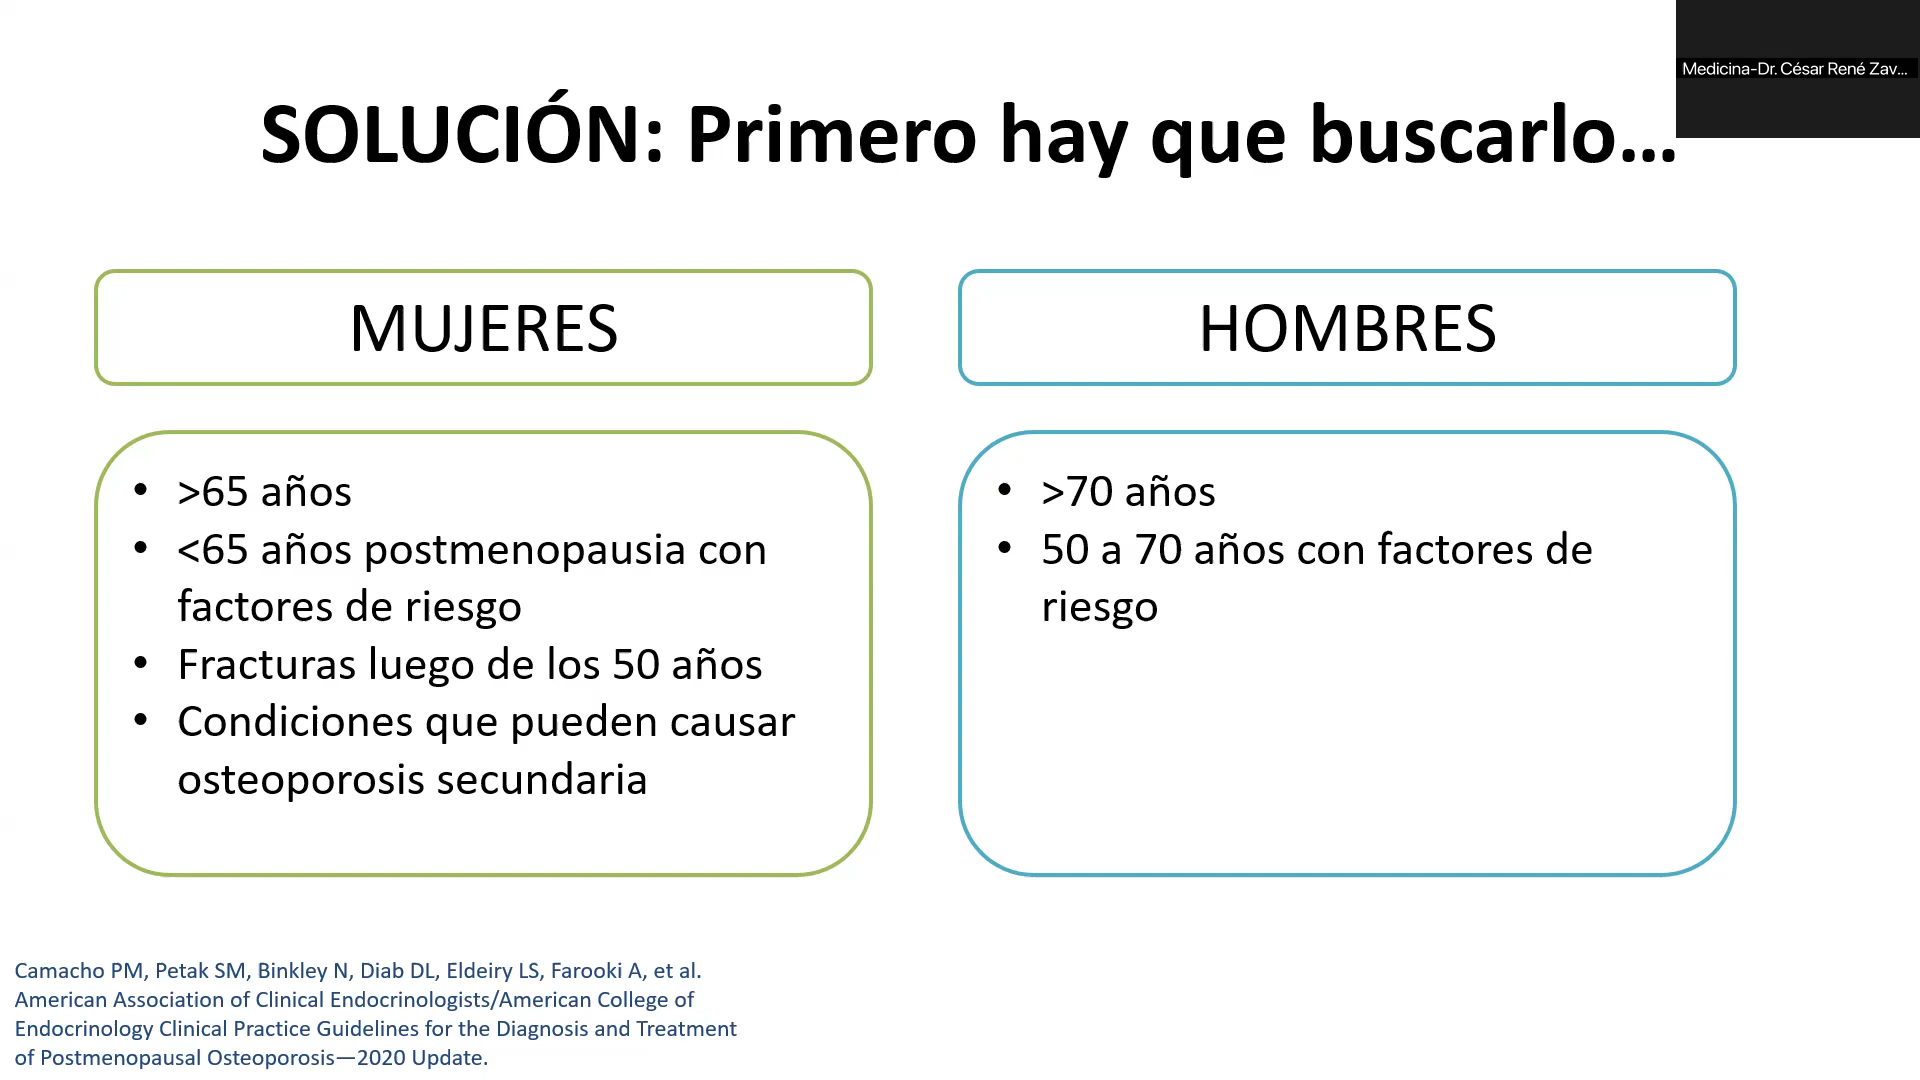 Medicina-Dr. César René Zav...
SOLUCIÓN: Primero hay que buscarlo...
MUJERES
• >65 años
• <65 años postmenopausia con
factores de riesgo
• Fracturas luego de los 50 años
• Condiciones que pueden causar
osteoporosis secundaria
HOMBRES
• >70 años
• 50 a 70 años con factores de
riesgo
Camacho PM, Petak SM, Binkley N, Diab DL, Eldeiry LS, Farooki A, et al.
American Association of Clinical Endocrinologists/American College of
Endocrinology Clinical Practice Guidelines for the Diagnosis and Treatment
of Postmenopausal Osteoporosis—2020 Update.